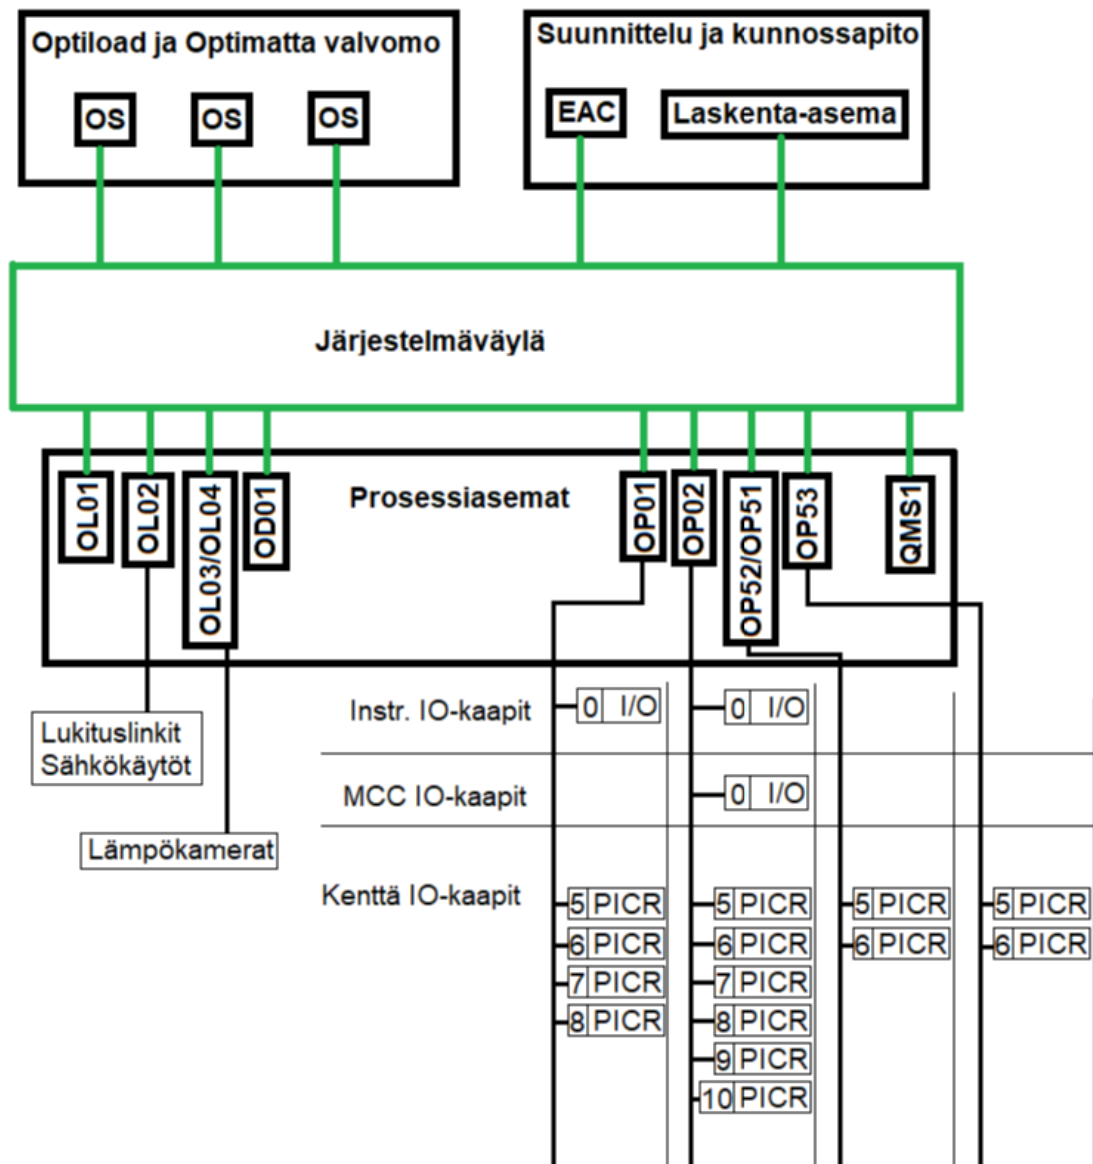 Optiload ja Optimatta valvomo
OS OS OS
Suunnittelu ja kunnossapito
EAC Laskenta-asema
Järjestelmäväylä
Prosessiasemat
OL01
OL02
OL03/OL04
OD01
OP01
OP02
OP52/OP51
OP53
QMS1
Lukituslinkit
Sähkökäytöt
Lämpökamerat
Instr. IO-kaapit 0 I/O 0 I/O
MCC IO-kaapit 0 I/O
Kenttä IO-kaapit 5 PICR 5 PICR 5 PICR 5 PICR
6 PICR 6 PICR 6 PICR 6 PICR
7 PICR 7 PICR
8 PICR 8 PICR
9 PICR
10 PICR